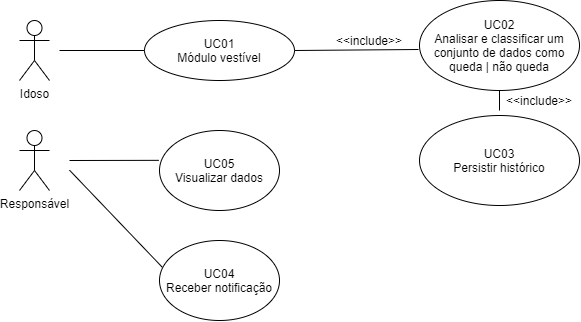 UC01
Módulo vestível
<<include>>
UC02
Analisar e classificar um
conjunto de dados como
queda | não queda
Idoso
<<include>>
UC03
Persistir histórico
UC05
Visualizar dados
Responsável
UC04
Receber notificação